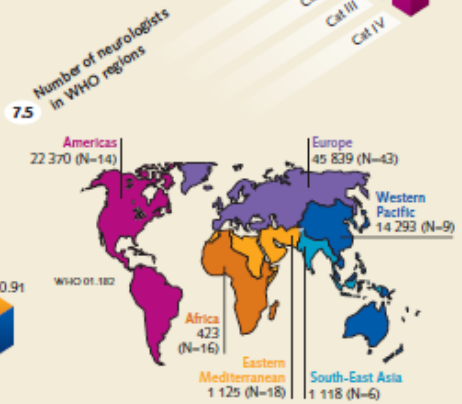 Cat III
Cat IV
Number of neurologists
in WHO regions
7.5
Americas
22 370 (N=14)
Europe
45 839 (N=43)
Western
Pacific
14 293 (N=9)
WHO 01.182
0.91
Africa
423
(N=16)
Eastern
Mediterranean
1 125 (N=18)
South-East Asia
1 118 (N=6)